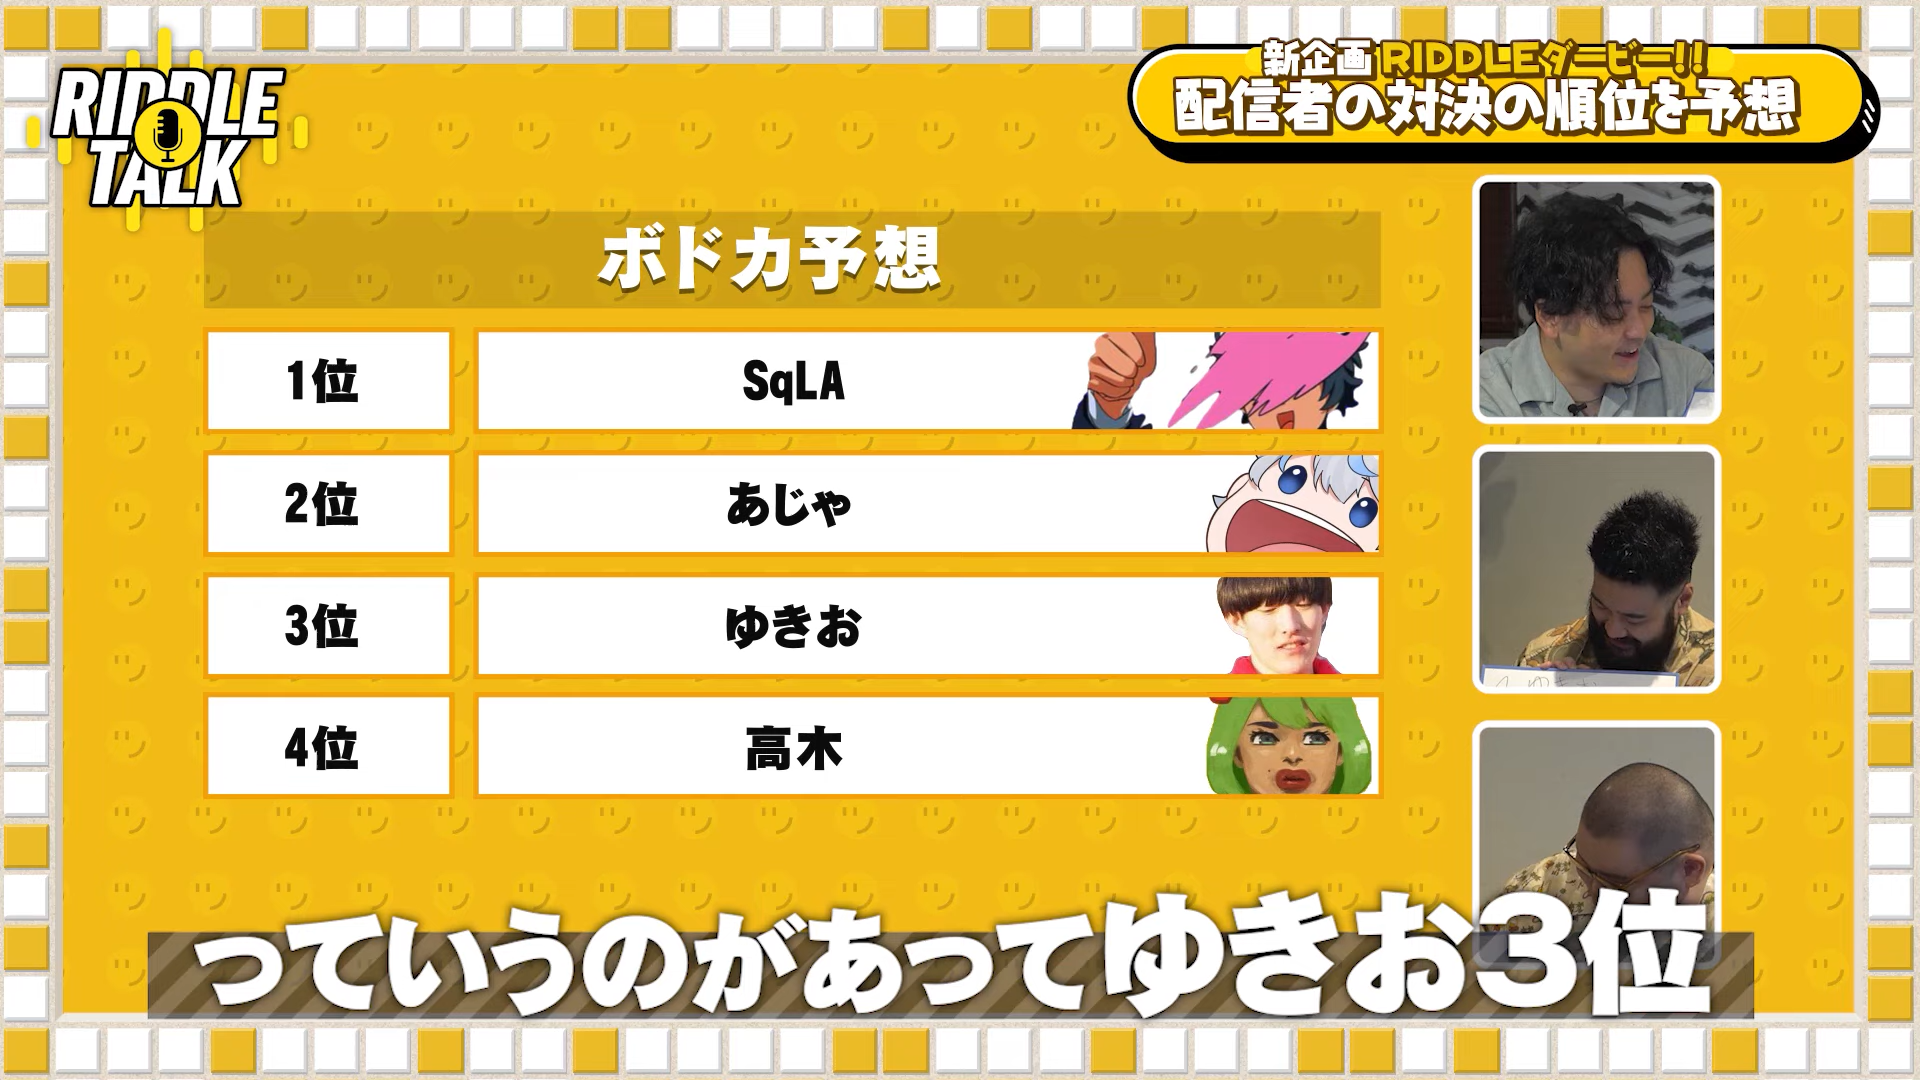 RIDDLE
TALK
新企画 RIDDLEダービー!!
配信者の対決の順位を予想
ボドカ予想
1位 SqLA
2位 あじゃ
3位 ゆきお
4位 高木
っていうのがあってゆきお3位